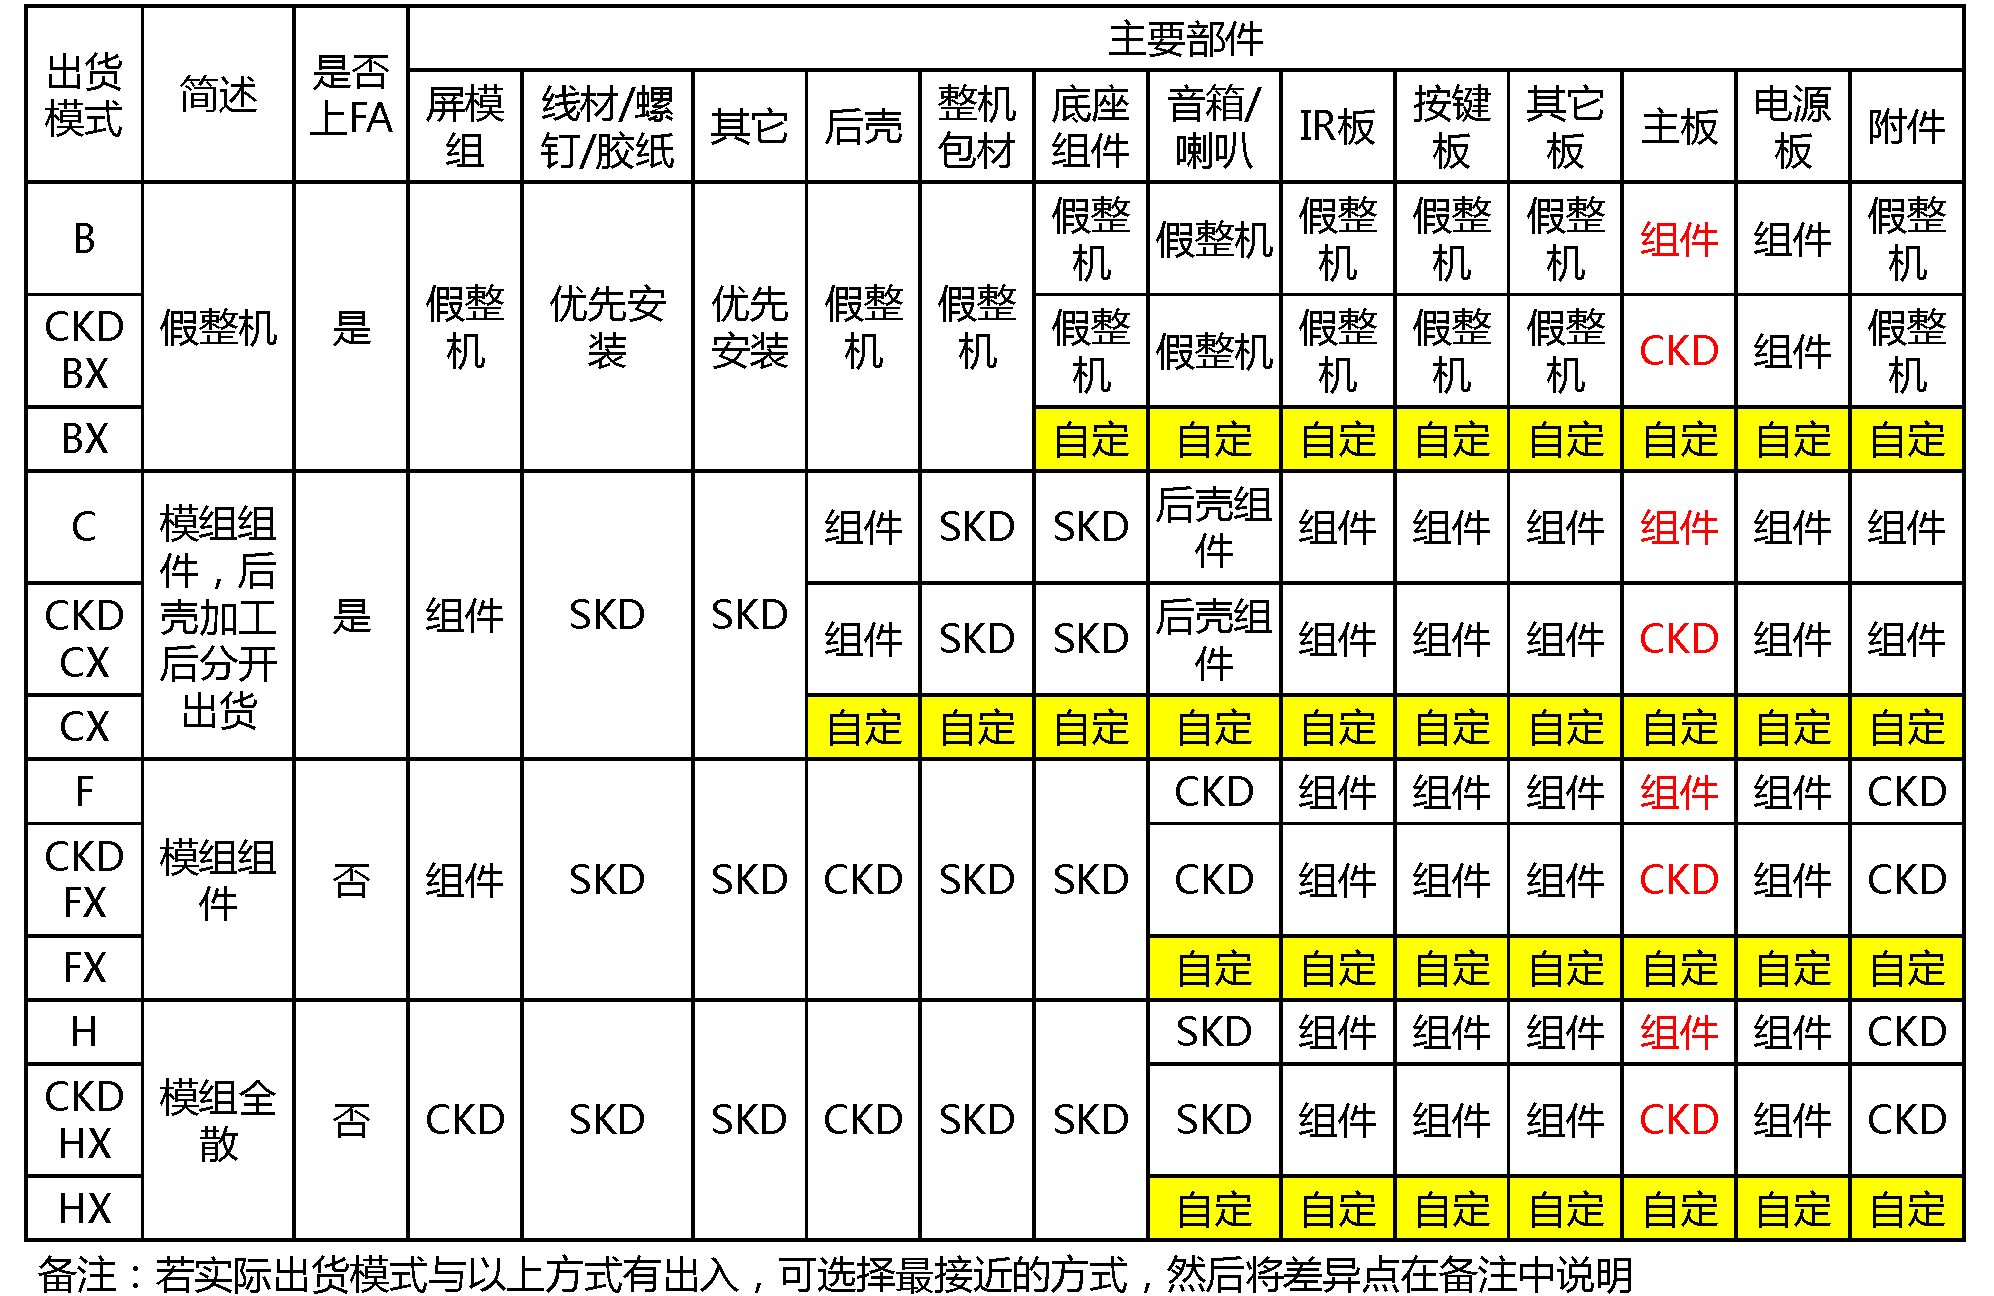 主要部件
出货模式 简述 是否上FA 屏模组 线材/螺钉/胶纸 其它 后壳 整机包材 底座组件 音箱/喇叭 IR板 按键板 其它板 主板 电源板 附件
B 假整机 是 假整机 优先安装 优先安装 假整机 假整机 假整机 假整机 假整机 假整机 假整机 组件 组件 假整机
CKD BX 假整机 假整机 假整机 假整机 假整机 CKD 组件 假整机
BX 自定 自定 自定 自定 自定 自定 自定 自定
C 模组组件，后壳加工后分开出货 是 组件 SKD SKD 组件 SKD SKD 后壳组件 组件 组件 组件 组件 组件 组件
CKD CX 组件 SKD SKD 后壳组件 组件 组件 组件 CKD 组件 组件
CX 自定 自定 自定 自定 自定 自定 自定 自定 自定 自定
F 模组组件 否 组件 SKD SKD CKD SKD SKD CKD 组件 组件 组件 组件 组件 CKD
CKD FX CKD 组件 组件 组件 CKD 组件 CKD
FX 自定 自定 自定 自定 自定 自定 自定
H 模组全散 否 CKD SKD SKD CKD SKD SKD SKD 组件 组件 组件 组件 组件 CKD
CKD HX SKD 组件 组件 组件 CKD 组件 CKD
HX 自定 自定 自定 自定 自定 自定 自定
备注：若实际出货模式与以上方式有出入，可选择最接近的方式，然后将差异点在备注中说明